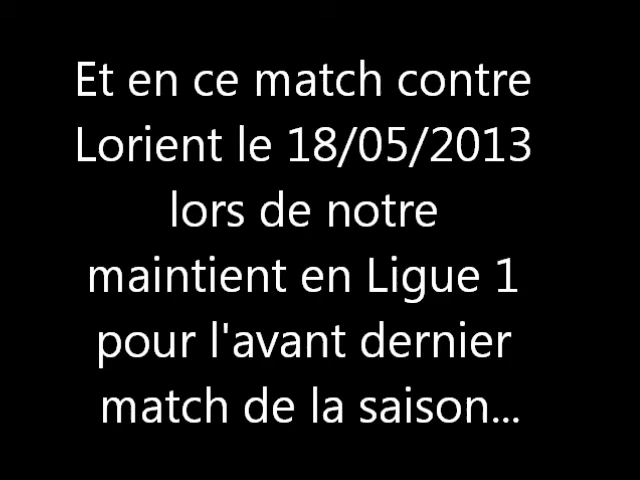 Et en ce match contre
Lorient le 18/05/2013
lors de notre
maintient en Ligue 1
pour l'avant dernier
match de la saison...